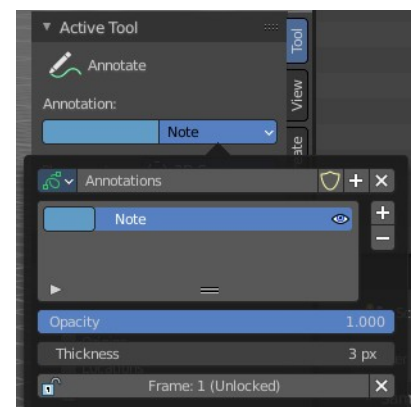 Active Tool
Tool
Annotate
View
Annotation:
Note
Annotations
Note
Opacity 1.000
Thickness 3 px
Frame: 1 (Unlocked)